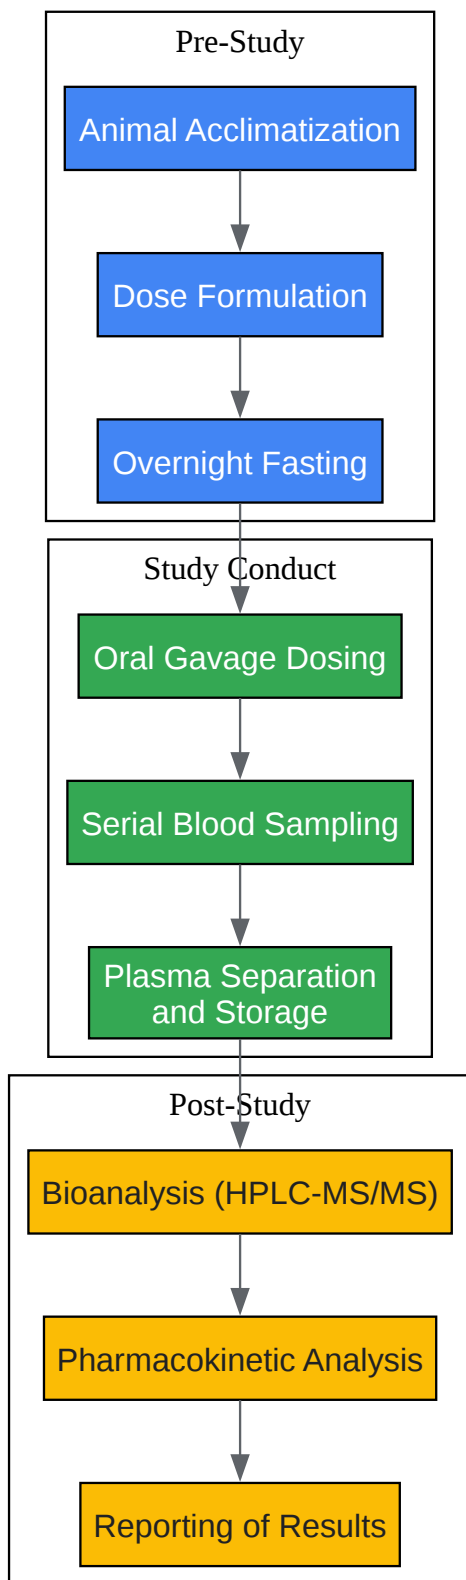 Pre-Study
Animal Acclimatization
Dose Formulation
Overnight Fasting
Study Conduct
Oral Gavage Dosing
Serial Blood Sampling
Plasma Separation
and Storage
Post-Study
Bioanalysis (HPLC-MS/MS)
Pharmacokinetic Analysis
Reporting of Results